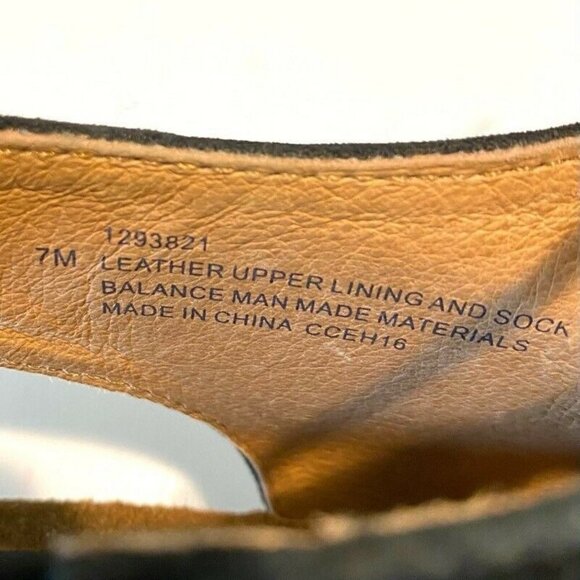 1293821
7M LEATHER UPPER LINING AND SOCK
BALANCE MAN MADE MATERIALS
MADE IN CHINA CCEH16